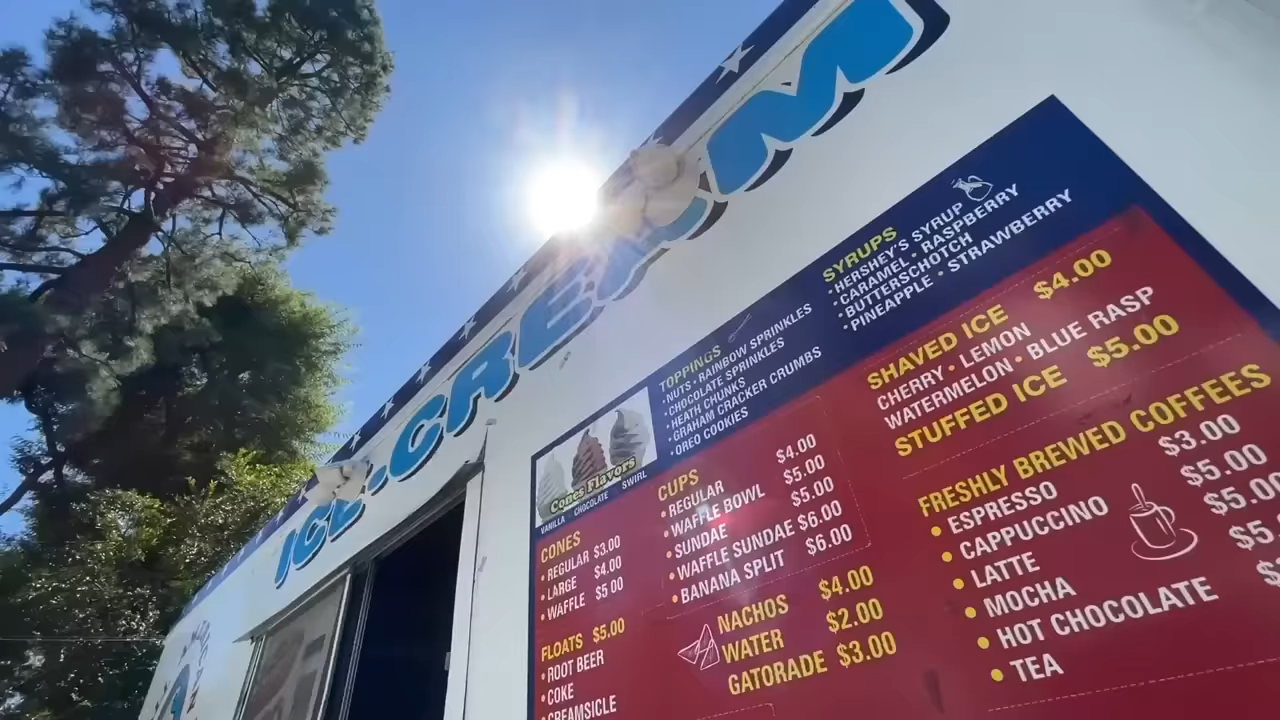 ICE.CREAM
Cones Flavors
VANILLA CHOCOLATE SWIRL
TOPPINGS
•NUTS•RAINBOW SPRINKLES
•CHOCOLATE SPRINKLES
•HEATH CHUNKS
•GRAHAM CRACKER CRUMBS
•OREO COOKIES
SYRUPS
•HERSHEY'S SYRUP
•CARAMEL • RASPBERRY
•BUTTERSCHOTCH
•PINEAPPLE • STRAWBERRY
CONES
• REGULAR $3.00
• LARGE $4.00
• WAFFLE $5 00
FLOATS $5.00
• ROOT BEER
• COKE
CREAMSICLE
CUPS
• REGULAR $4.00
• WAFFLE BOWL $5.00
• SUNDAE $5.00
• WAFFLE SUNDAE $6.00
• BANANA SPLIT $6.00
NACHOS $4.00
WATER $2.00
GATORADE $3.00
SHAVED ICE $4.00
CHERRY • LEMON
WATERMELON • BLUE RASP
STUFFED ICE $5.00
FRESHLY BREWED COFFEES
• ESPRESSO $3.00
• CAPPUCCINO $5.00
• LATTE $5.00
• MOCHA $5.
• HOT CHOCOLATE $
• TEA